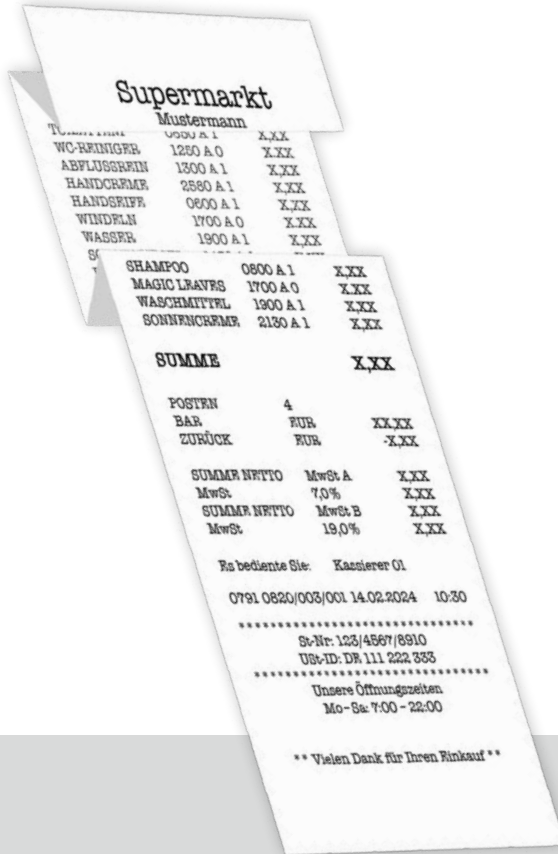 Supermarkt
Mustermann
0650 A 1 X,XX
WC-REINIGER 1250 A 0 X.XX
ABFLUSSREIN 1300 A 1 X,XX
HANDCREME 2580 A 1 X,XX
HANDSEIFE 0600 A 1 X,XX
WINDELN 1700 A 0 X.XX
WASSER 1900 A 1 X,XX
SHAMPOO 0800 A 1 X,XX
MAGIC LEAVES 1700 A 0 X.XX
WASCHMITTEL 1900 A 1 X,XX
SONNENCREME 2130 A 1 X,XX
SUMME X,XX
POSTEN 4
BAR EUR XX,XX
ZURÜCK EUR -X,XX
SUMME NETTO MwSt A X,XX
MwSt 7,0% X,XX
SUMME NETTO MwSt B X,XX
MwSt 19,0% X,XX
Es bediente Sie: Kassierer 01
0791 0820/003/001 14.02.2024 10:30
******************************
St-Nr: 123/4567/8910
USt-ID: DE 111 222 333
******************************
Unsere Öffnungszeiten
Mo-Sa: 7:00 - 22:00
** Vielen Dank für Ihren Einkauf **